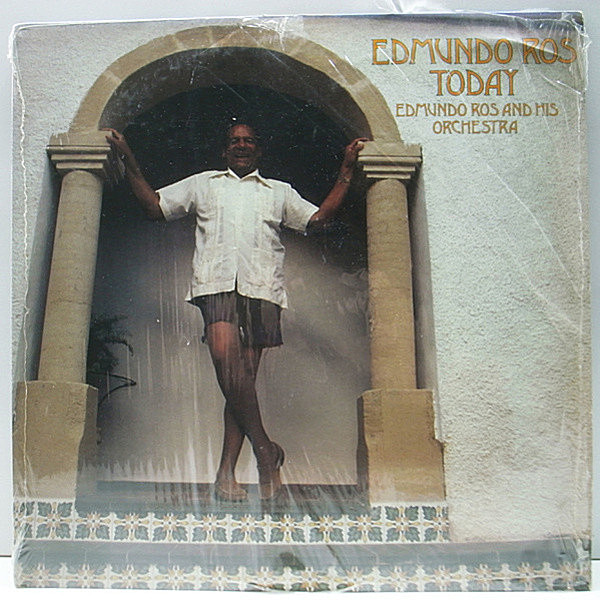 EDMUNDO ROS
TODAY
EDMUNDO ROS AND HIS
ORCHESTRA